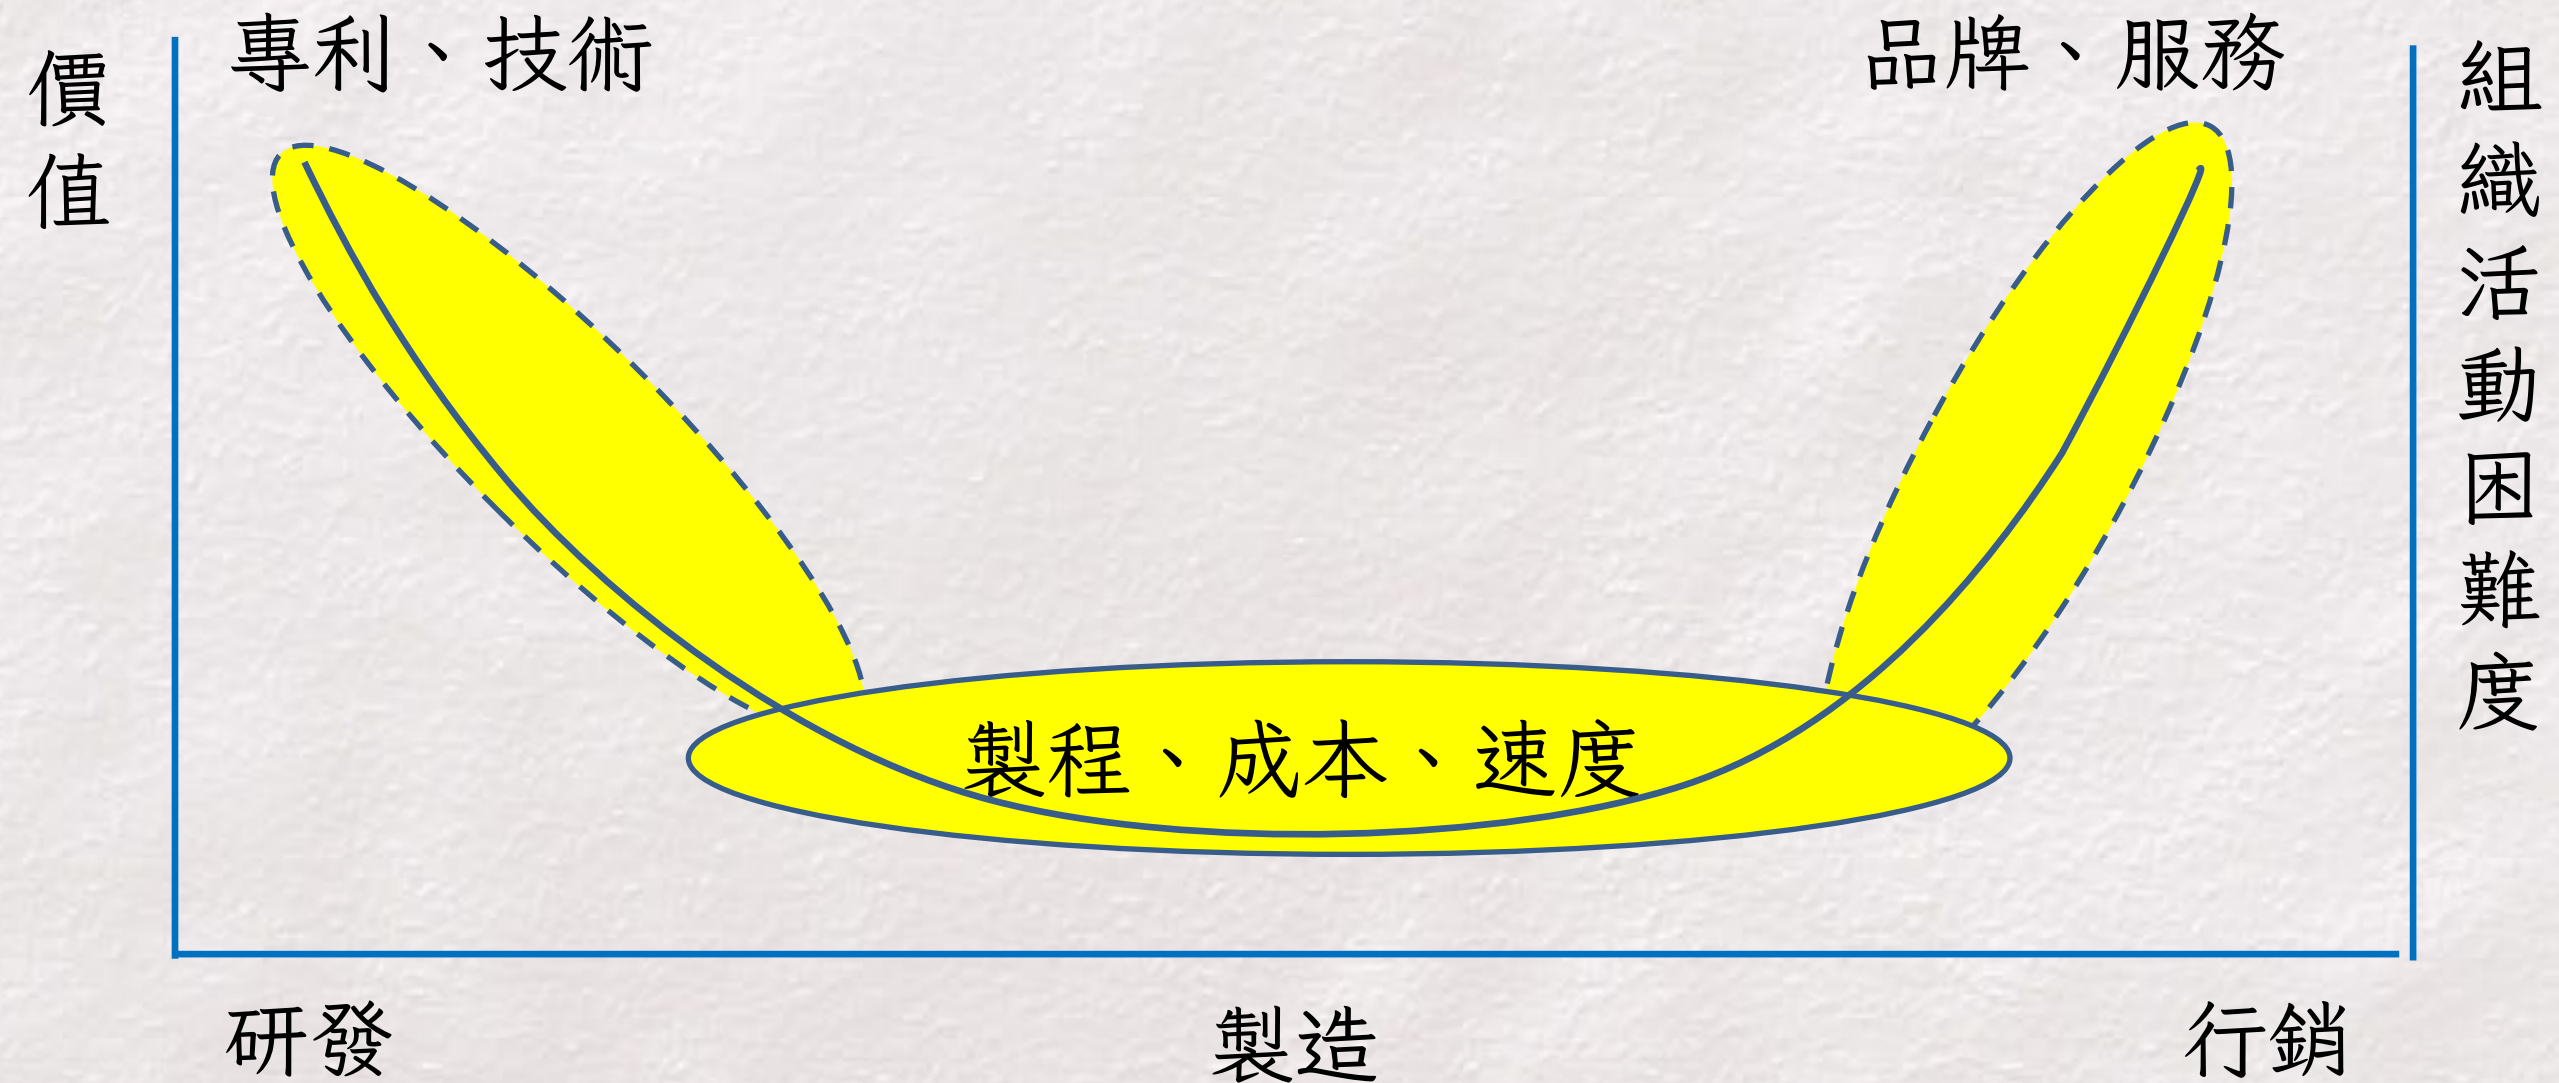 專利、技術
品牌、服務
價值
組織活動困難度
製程、成本、速度
研發
製造
行銷